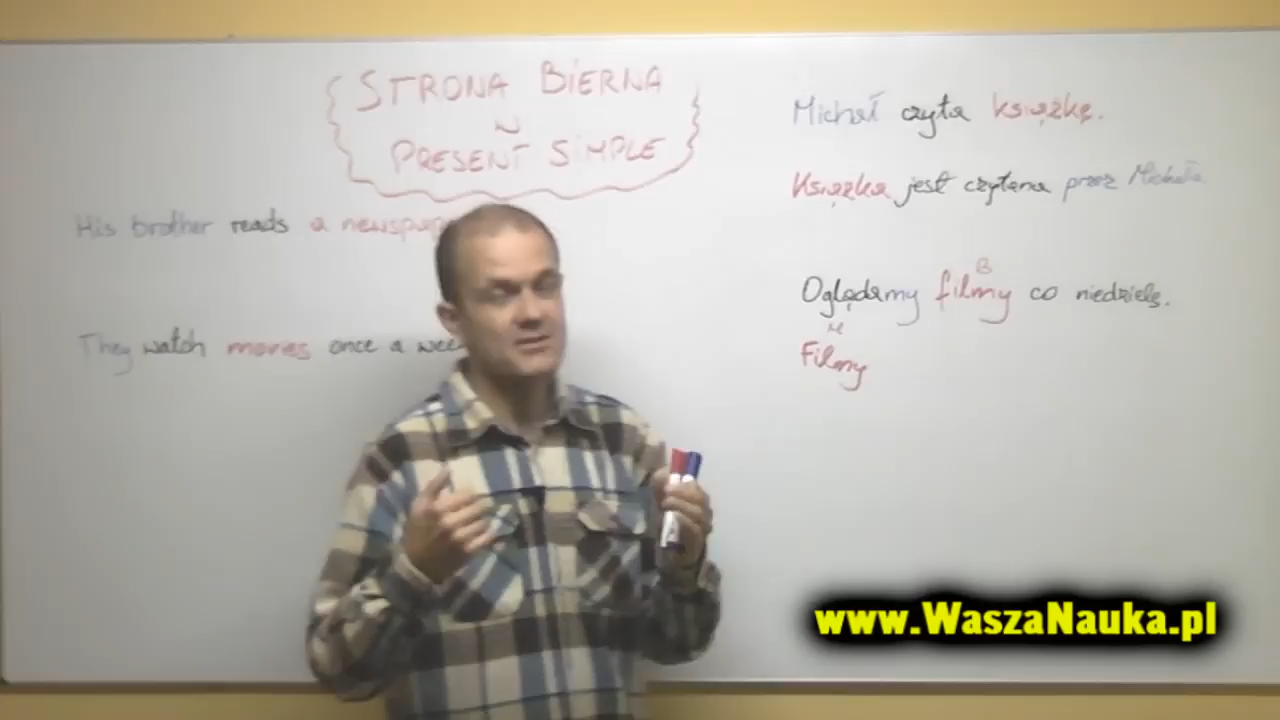 STRONA BIERNA
W
PRESENT SIMPLE
His brother reads a newspap
They watch movies once a wee
Michał czyta książkę.
Książka jest czytana przez Michała
B
Oglądamy filmy co niedzielę.
M
Filmy
www.WaszaNauka.pl